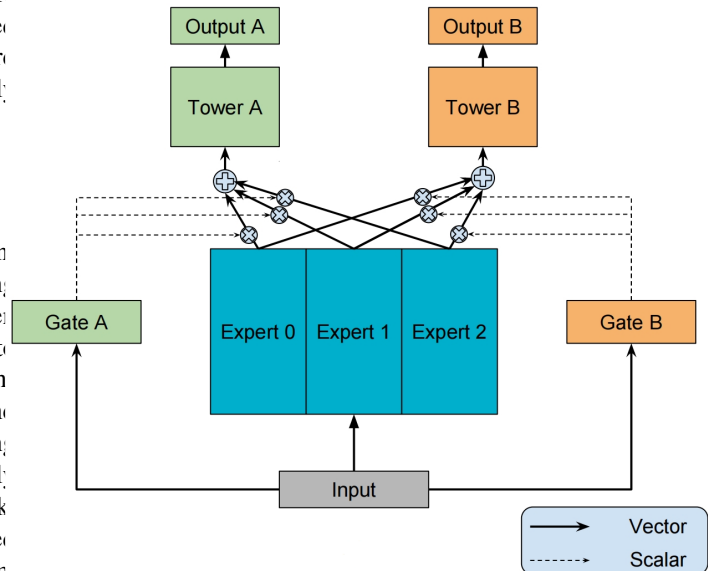 Output A
Output B
Tower A
Tower B
Gate A
Expert 0
Expert 1
Expert 2
Gate B
Input
Vector
Scalar